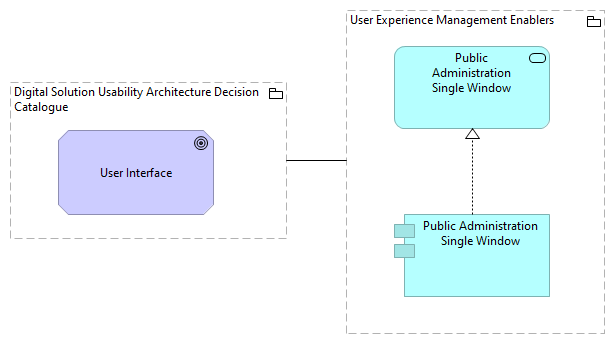 Digital Solution Usability Architecture Decision
Catalogue
User Interface
User Experience Management Enablers
Public
Administration
Single Window
Public Administration
Single Window